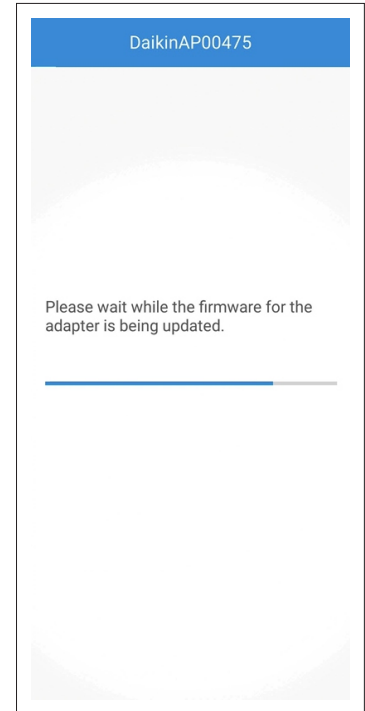 DaikinAP00475
Please wait while the firmware for the
adapter is being updated.